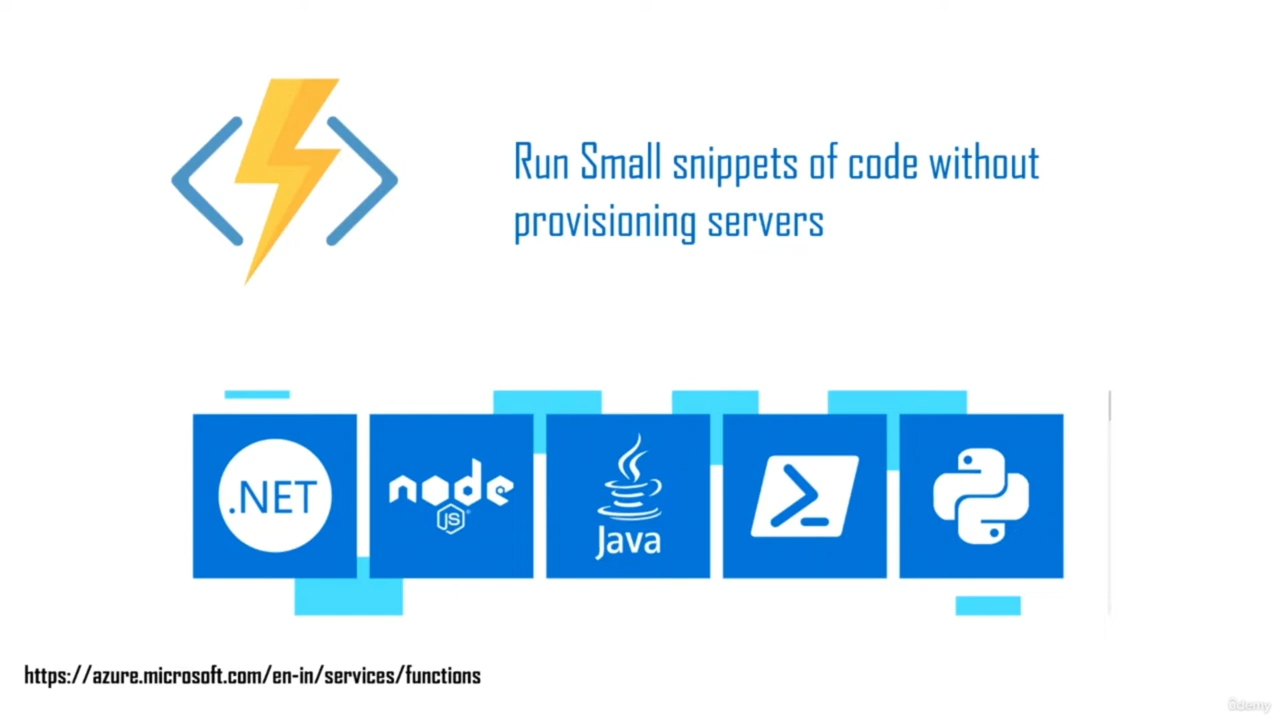 Run Small snippets of code without
provisioning servers
.NET
node
JS
Java
https://azure.microsoft.com/en-in/services/functions
ûdemy